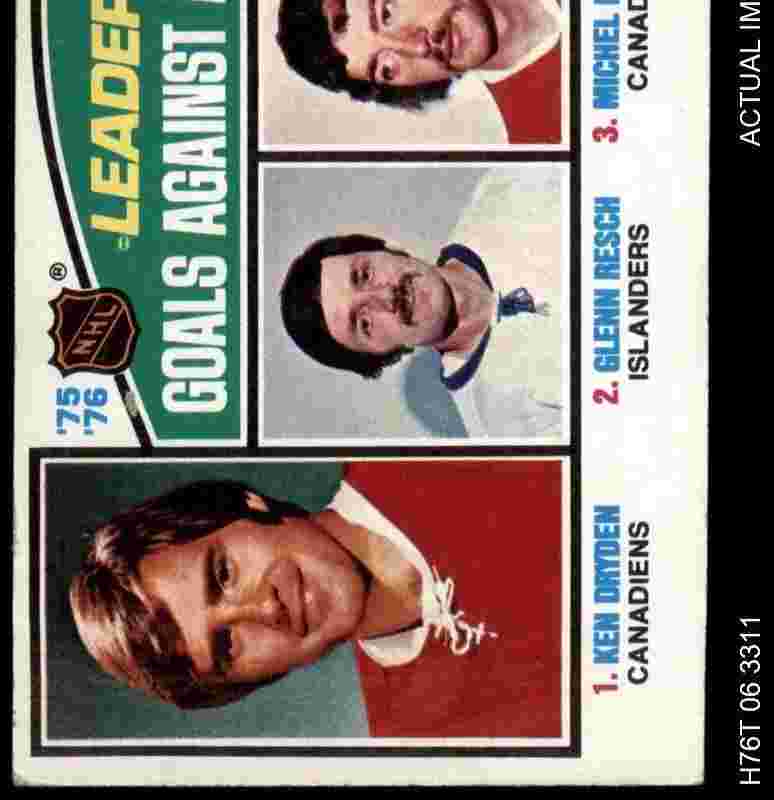 '75
'76
NHL
®
LEADER
GOALS AGAINST
1. KEN DRYDEN
CANADIENS
2. GLENN RESCH
ISLANDERS
3. MICHEL
CANAD
H76T 06 3311
ACTUAL IM